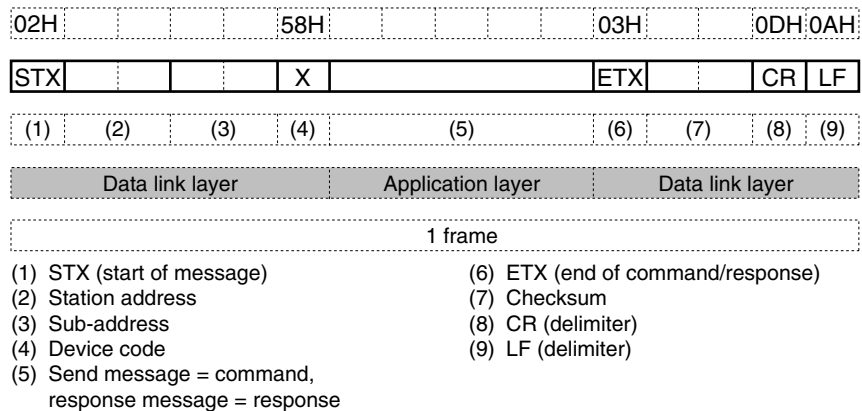 02H 58H 03H 0DH 0AH
STX X ETX CR LF
(1) (2) (3) (4) (5) (6) (7) (8) (9)
Data link layer Application layer Data link layer
1 frame
(1) STX (start of message)
(2) Station address
(3) Sub-address
(4) Device code
(5) Send message = command,
response message = response
(6) ETX (end of command/response)
(7) Checksum
(8) CR (delimiter)
(9) LF (delimiter)